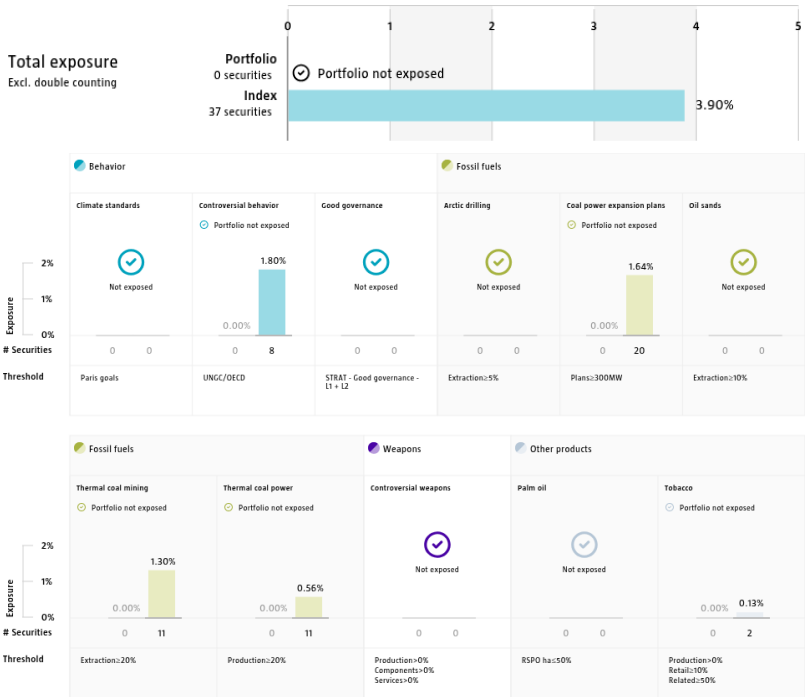 0 1 2 3 4 5
Total exposure
Excl. double counting
Portfolio
0 securities
Portfolio not exposed
Index
37 securities
3.90%
Behavior
Fossil fuels
Climate standards
Controversial behavior
Good governance
Arctic drilling
Coal power expansion plans
Oil sands
Portfolio not exposed
Portfolio not exposed
Exposure
2%
1%
0%
Not exposed
0.00%
1.80%
Not exposed
Not exposed
0.00%
1.64%
Not exposed
# Securities
0 0
0 8
0 0
0 0
0 20
0 0
Threshold
Paris goals
UNGC/OECD
STRAT - Good governance -
L1 + L2
Extraction≥5%
Plans≥300MW
Extraction≥10%
Fossil fuels
Weapons
Other products
Thermal coal mining
Thermal coal power
Controversial weapons
Palm oil
Tobacco
Portfolio not exposed
Portfolio not exposed
Portfolio not exposed
Exposure
2%
1%
0%
0.00%
1.30%
0.00%
0.56%
Not exposed
Not exposed
0.00%
0.13%
# Securities
0 11
0 11
0 0
0 0
0 2
Threshold
Extraction≥20%
Production≥20%
Production>0%
Components>0%
Services>0%
RSPO ha≤50%
Production>0%
Retail≥10%
Related≥50%